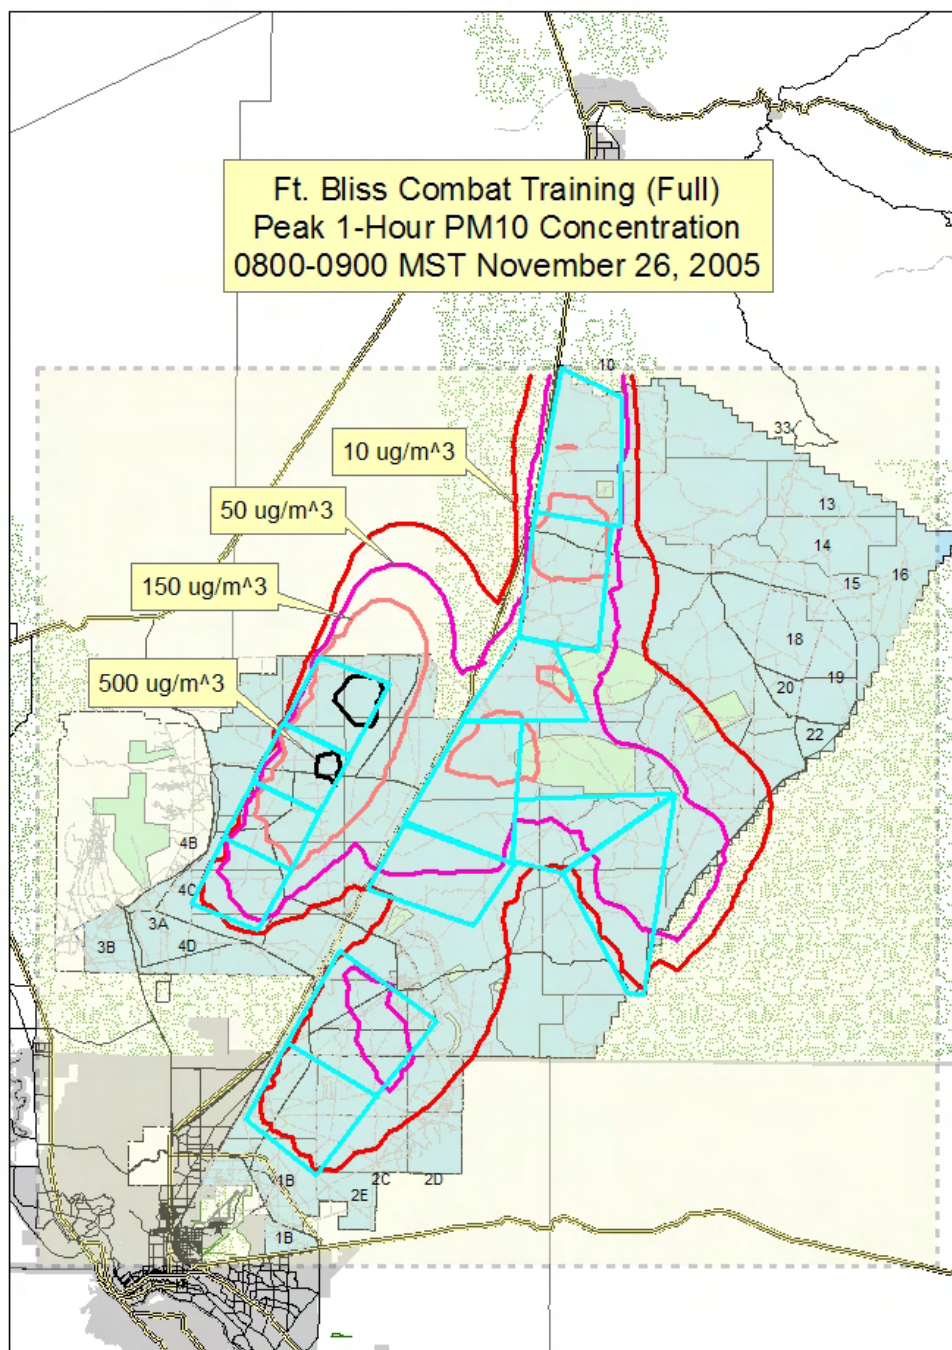 Ft. Bliss Combat Training (Full)
Peak 1-Hour PM10 Concentration
0800-0900 MST November 26, 2005
10
33
10 ug/m^3
50 ug/m^3
13
14
150 ug/m^3
15
16
18
500 ug/m^3
19
20
22
4B
4C
3A
3B
4D
1B
2C
2D
2E
1B